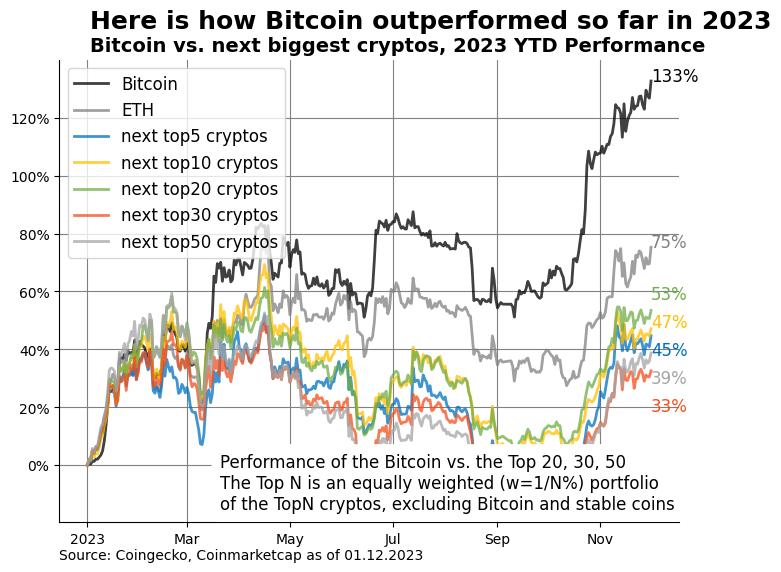 Here is how Bitcoin outperformed so far in 2023
Bitcoin vs. next biggest cryptos, 2023 YTD Performance
Bitcoin
ETH
next top5 cryptos
next top10 cryptos
next top20 cryptos
next top30 cryptos
next top50 cryptos
120%
100%
80%
60%
40%
20%
0%
133%
75%
53%
47%
45%
39%
33%
Performance of the Bitcoin vs. the Top 20, 30, 50
The Top N is an equally weighted (w=1/N%) portfolio
of the TopN cryptos, excluding Bitcoin and stable coins
2023 Mar May Jul Sep Nov
Source: Coingecko, Coinmarketcap as of 01.12.2023